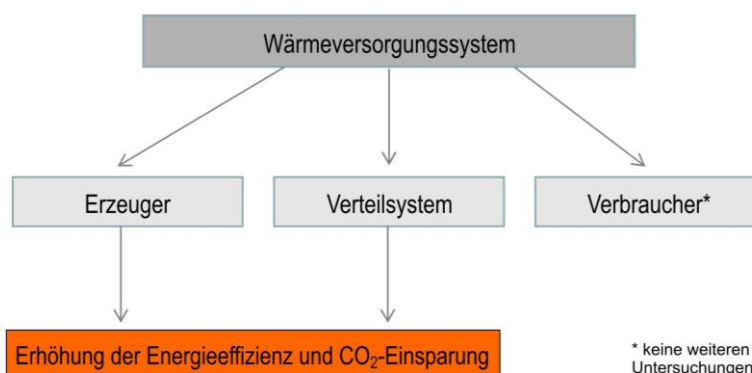 Wärmeversorgungssystem
Erzeuger
Verteilsystem
Verbraucher*
Erhöhung der Energieeffizienz und CO₂-Einsparung
* keine weiteren
Untersuchungen